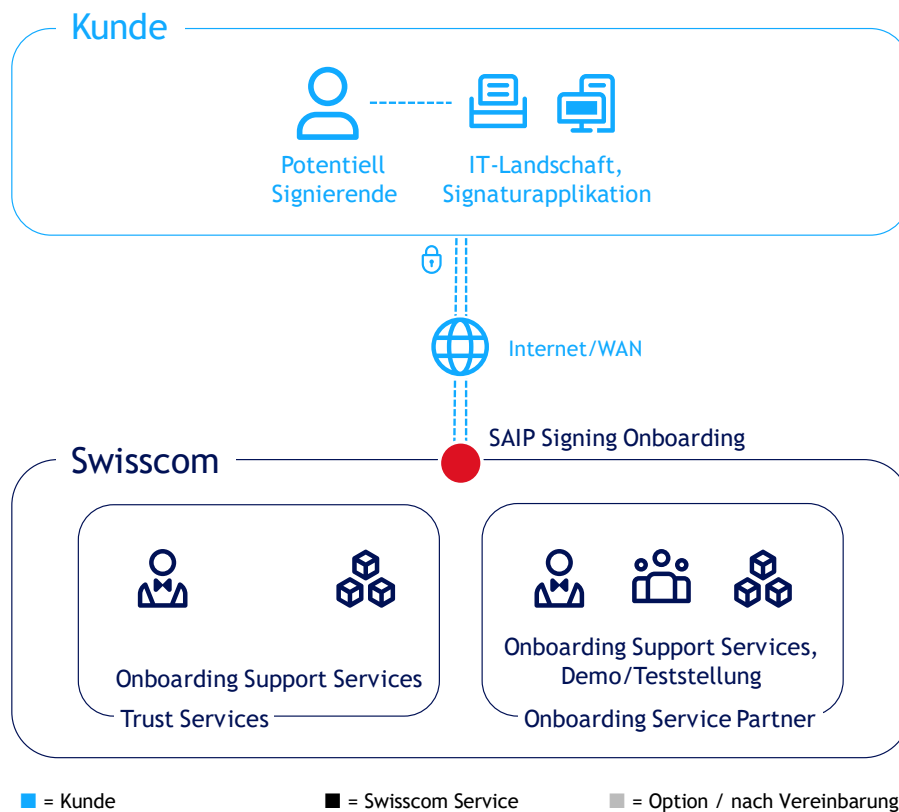 Kunde
Potentiell
Signierende
IT-Landschaft,
Signaturapplikation
Internet/WAN
SAIP Signing Onboarding
Swisscom
Onboarding Support Services
Trust Services
Onboarding Support Services,
Demo/Teststellung
Onboarding Service Partner
= Kunde
= Swisscom Service
= Option / nach Vereinbarung